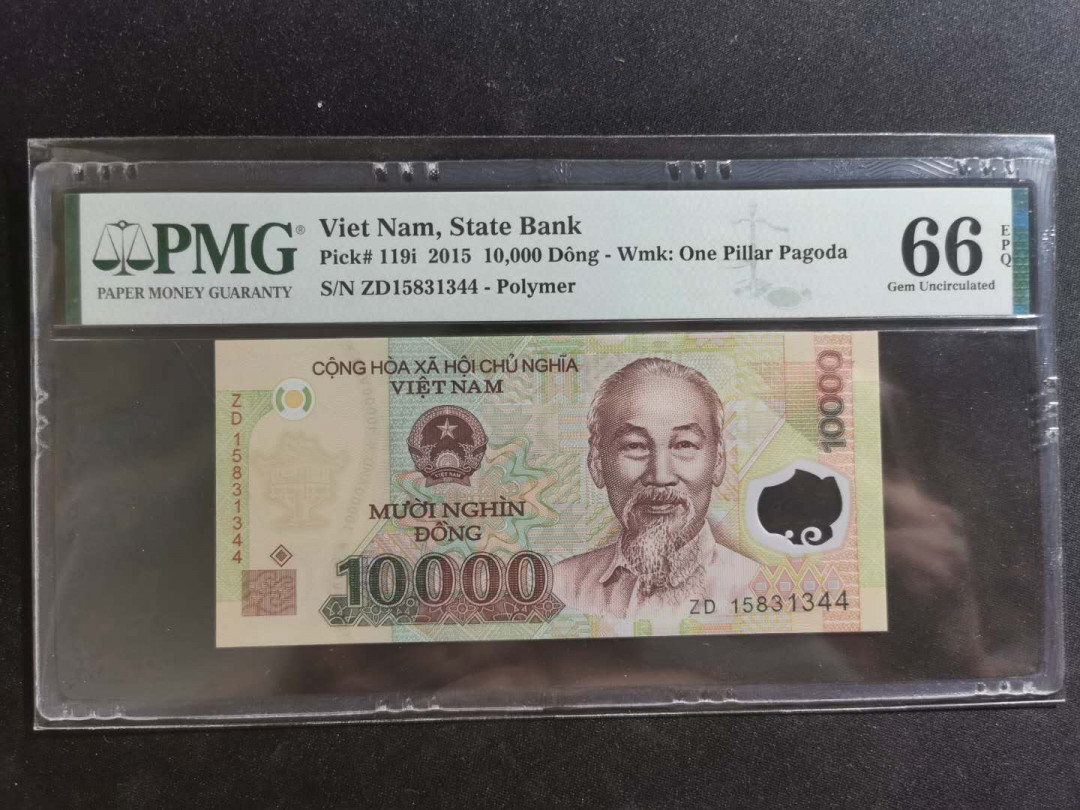 PMG®
PAPER MONEY GUARANTY
Viet Nam, State Bank
Pick# 119i 2015 10,000 Dông - Wmk: One Pillar Pagoda
S/N ZD15831344 - Polymer
66
EPQ
Gem Uncirculated
CỘNG HÒA XÃ HỘI CHỦ NGHĨA
VIỆT NAM
ZD 15831344
VIỆT NAM
MƯỜI NGHÌN
ĐỒNG
10000
10000
ZD 15831344